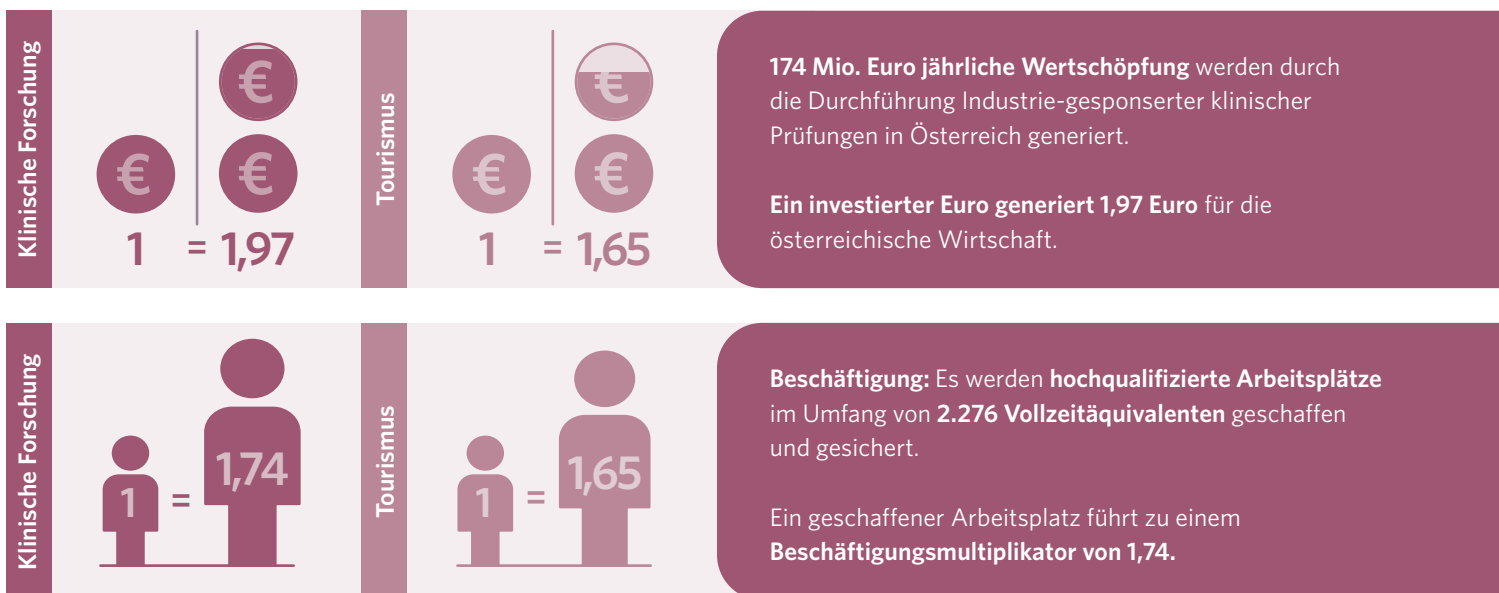 Klinische Forschung
€
€
€
1 = 1,97
Tourismus
€
€
€
1 = 1,65
174 Mio. Euro jährliche Wertschöpfung werden durch
die Durchführung Industrie-gesponserter klinischer
Prüfungen in Österreich generiert.
Ein investierter Euro generiert 1,97 Euro für die
österreichische Wirtschaft.
Klinische Forschung
1 = 1,74
Tourismus
1 = 1,65
Beschäftigung: Es werden hochqualifizierte Arbeitsplätze
im Umfang von 2.276 Vollzeitäquivalenten geschaffen
und gesichert.
Ein geschaffener Arbeitsplatz führt zu einem
Beschäftigungsmultiplikator von 1,74.